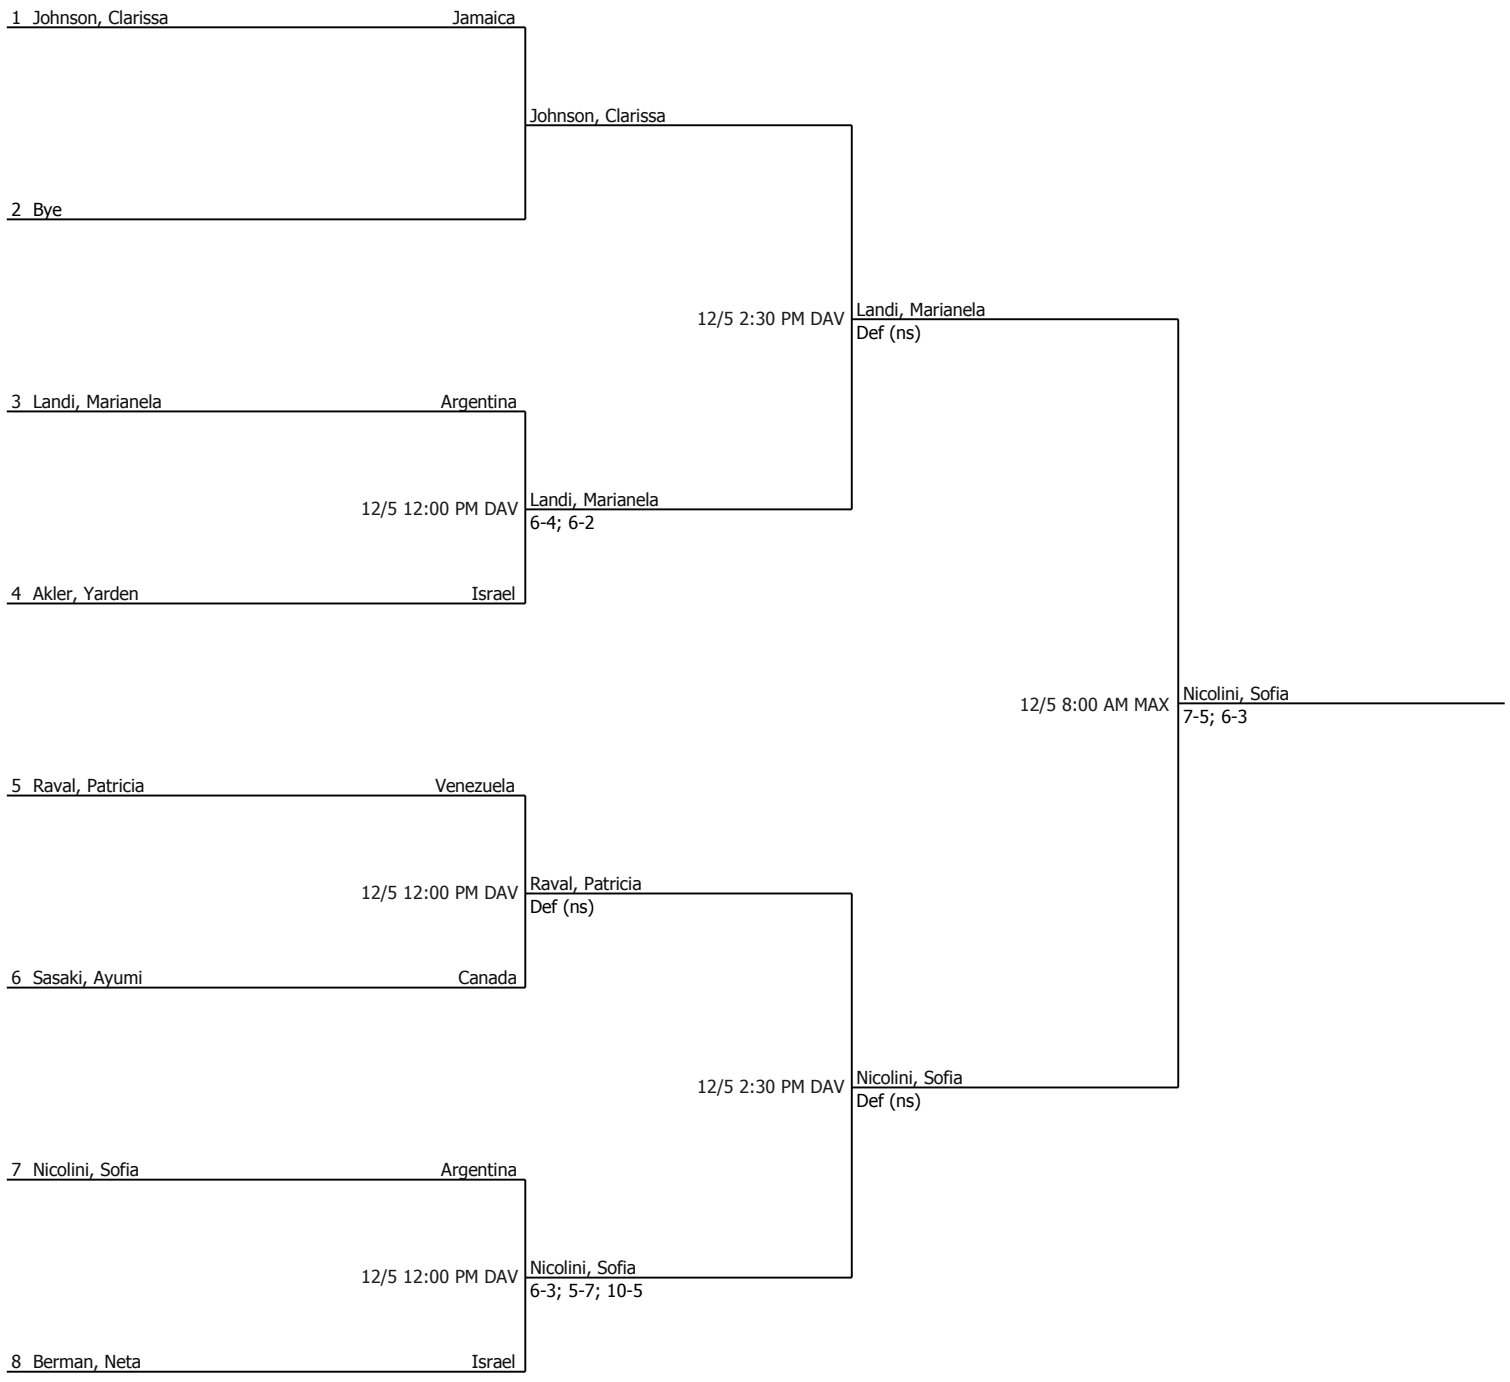 1 Johnson, Clarissa Jamaica
Johnson, Clarissa
2 Bye
12/5 2:30 PM DAV Landi, Marianela
Def (ns)
3 Landi, Marianela Argentina
12/5 12:00 PM DAV Landi, Marianela
6-4; 6-2
4 Akler, Yarden Israel
12/5 8:00 AM MAX Nicolini, Sofia
7-5; 6-3
5 Raval, Patricia Venezuela
12/5 12:00 PM DAV Raval, Patricia
Def (ns)
6 Sasaki, Ayumi Canada
12/5 2:30 PM DAV Nicolini, Sofia
Def (ns)
7 Nicolini, Sofia Argentina
12/5 12:00 PM DAV Nicolini, Sofia
6-3; 5-7; 10-5
8 Berman, Neta Israel